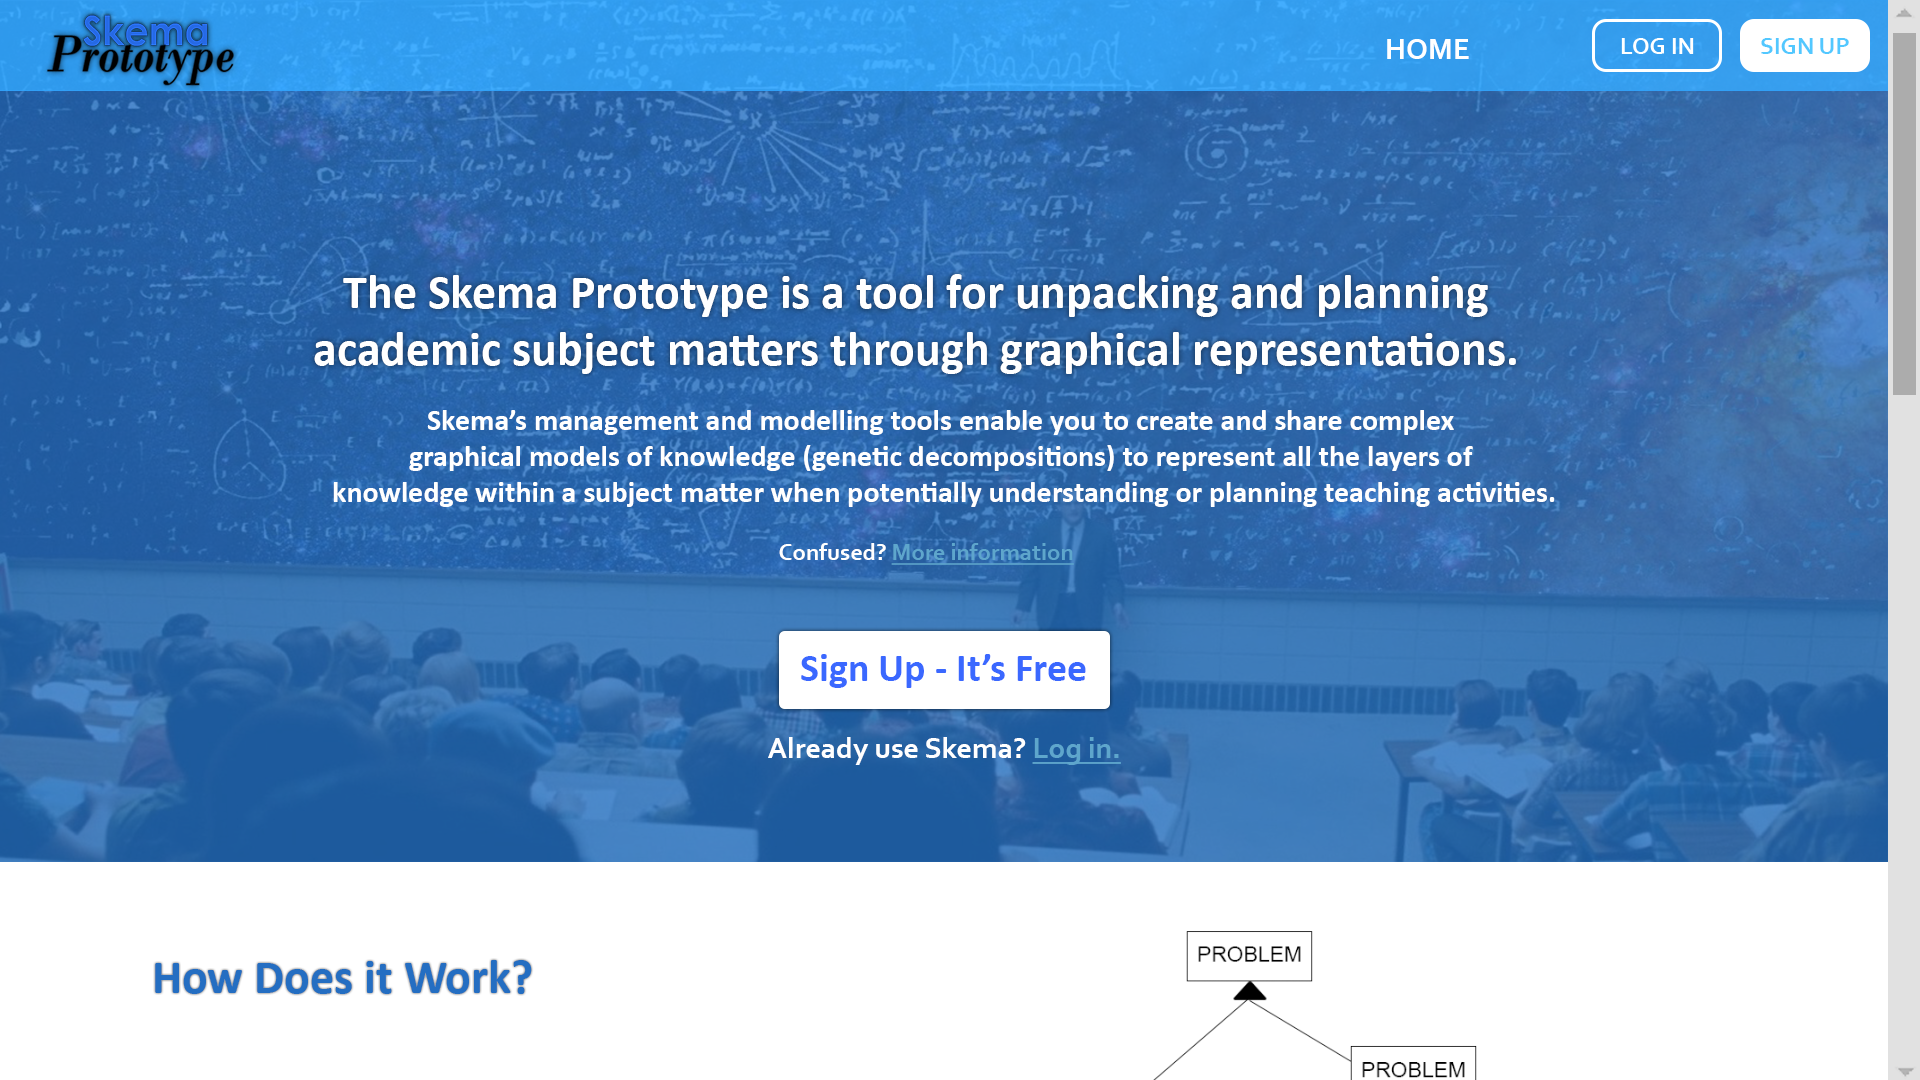 Skema
Prototype
HOME
LOG IN
SIGN UP
The Skema Prototype is a tool for unpacking and planning
academic subject matters through graphical representations.
Skema’s management and modelling tools enable you to create and share complex
graphical models of knowledge (genetic decompositions) to represent all the layers of
knowledge within a subject matter when potentially understanding or planning teaching activities.
Confused? More information
Sign Up - It’s Free
Already use Skema? Log in.
How Does it Work?
PROBLEM
PROBLEM